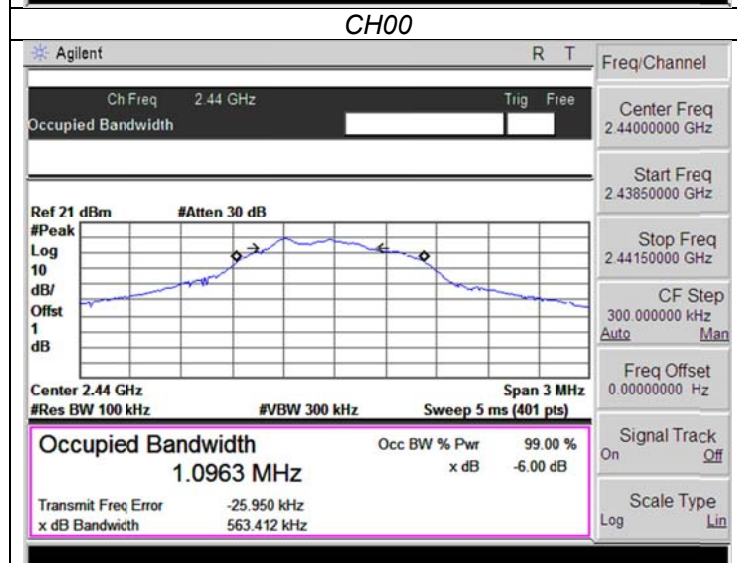 CH00
Agilent R T
Freq/Channel
Ch Freq 2.44 GHz Trig Free
Occupied Bandwidth
Center Freq
2.44000000 GHz
Start Freq
2.43850000 GHz
Stop Freq
2.44150000 GHz
CF Step
300.000000 kHz
Auto Man
Freq Offset
0.00000000 Hz
Signal Track
On Off
Scale Type
Log Lin
Ref 21 dBm #Atten 30 dB
#Peak
Log
10
dB/
Offst
1
dB
Center 2.44 GHz Span 3 MHz
#Res BW 100 kHz #VBW 300 kHz Sweep 5 ms (401 pts)
Occupied Bandwidth Occ BW % Pwr 99.00 %
1.0963 MHz x dB -6.00 dB
Transmit Freq Error -25.950 kHz
x dB Bandwidth 563.412 kHz